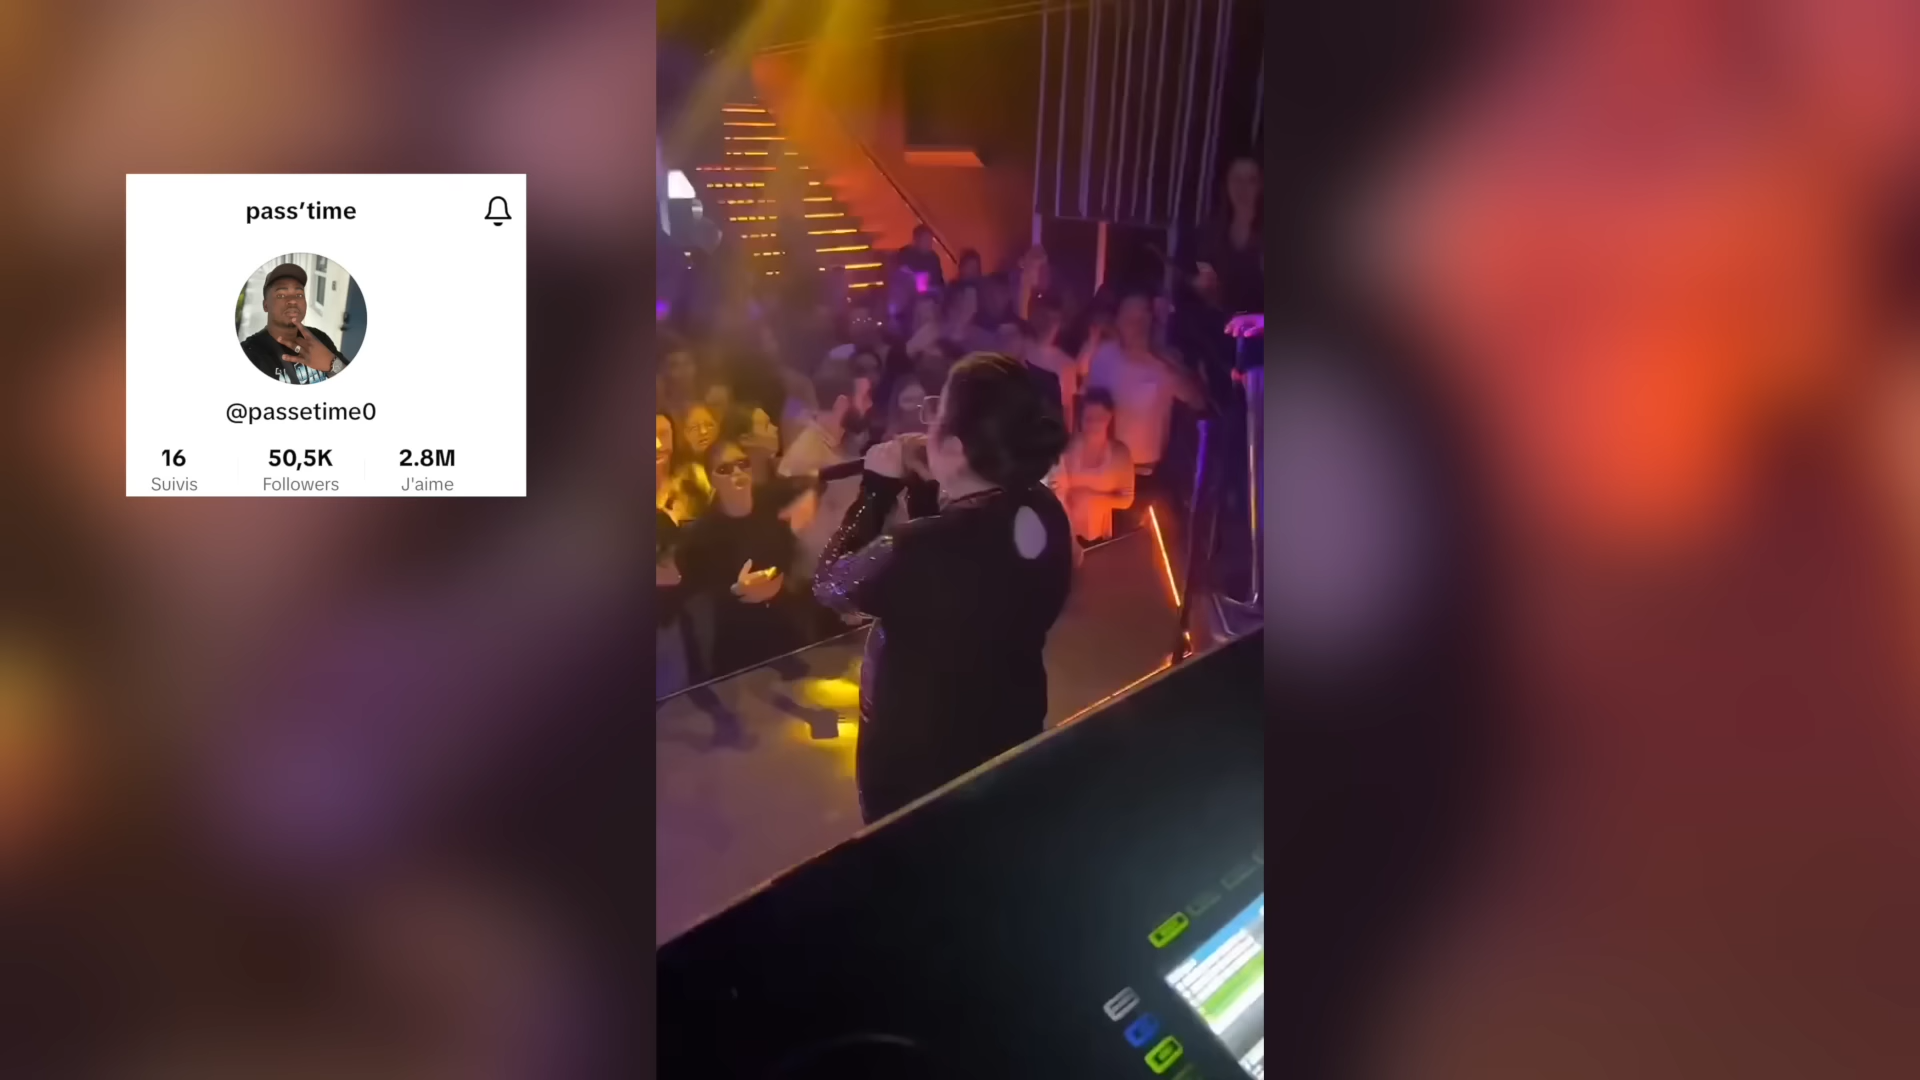 pass’time
@passetime0
16 50,5K 2.8M
Suivis Followers J'aime